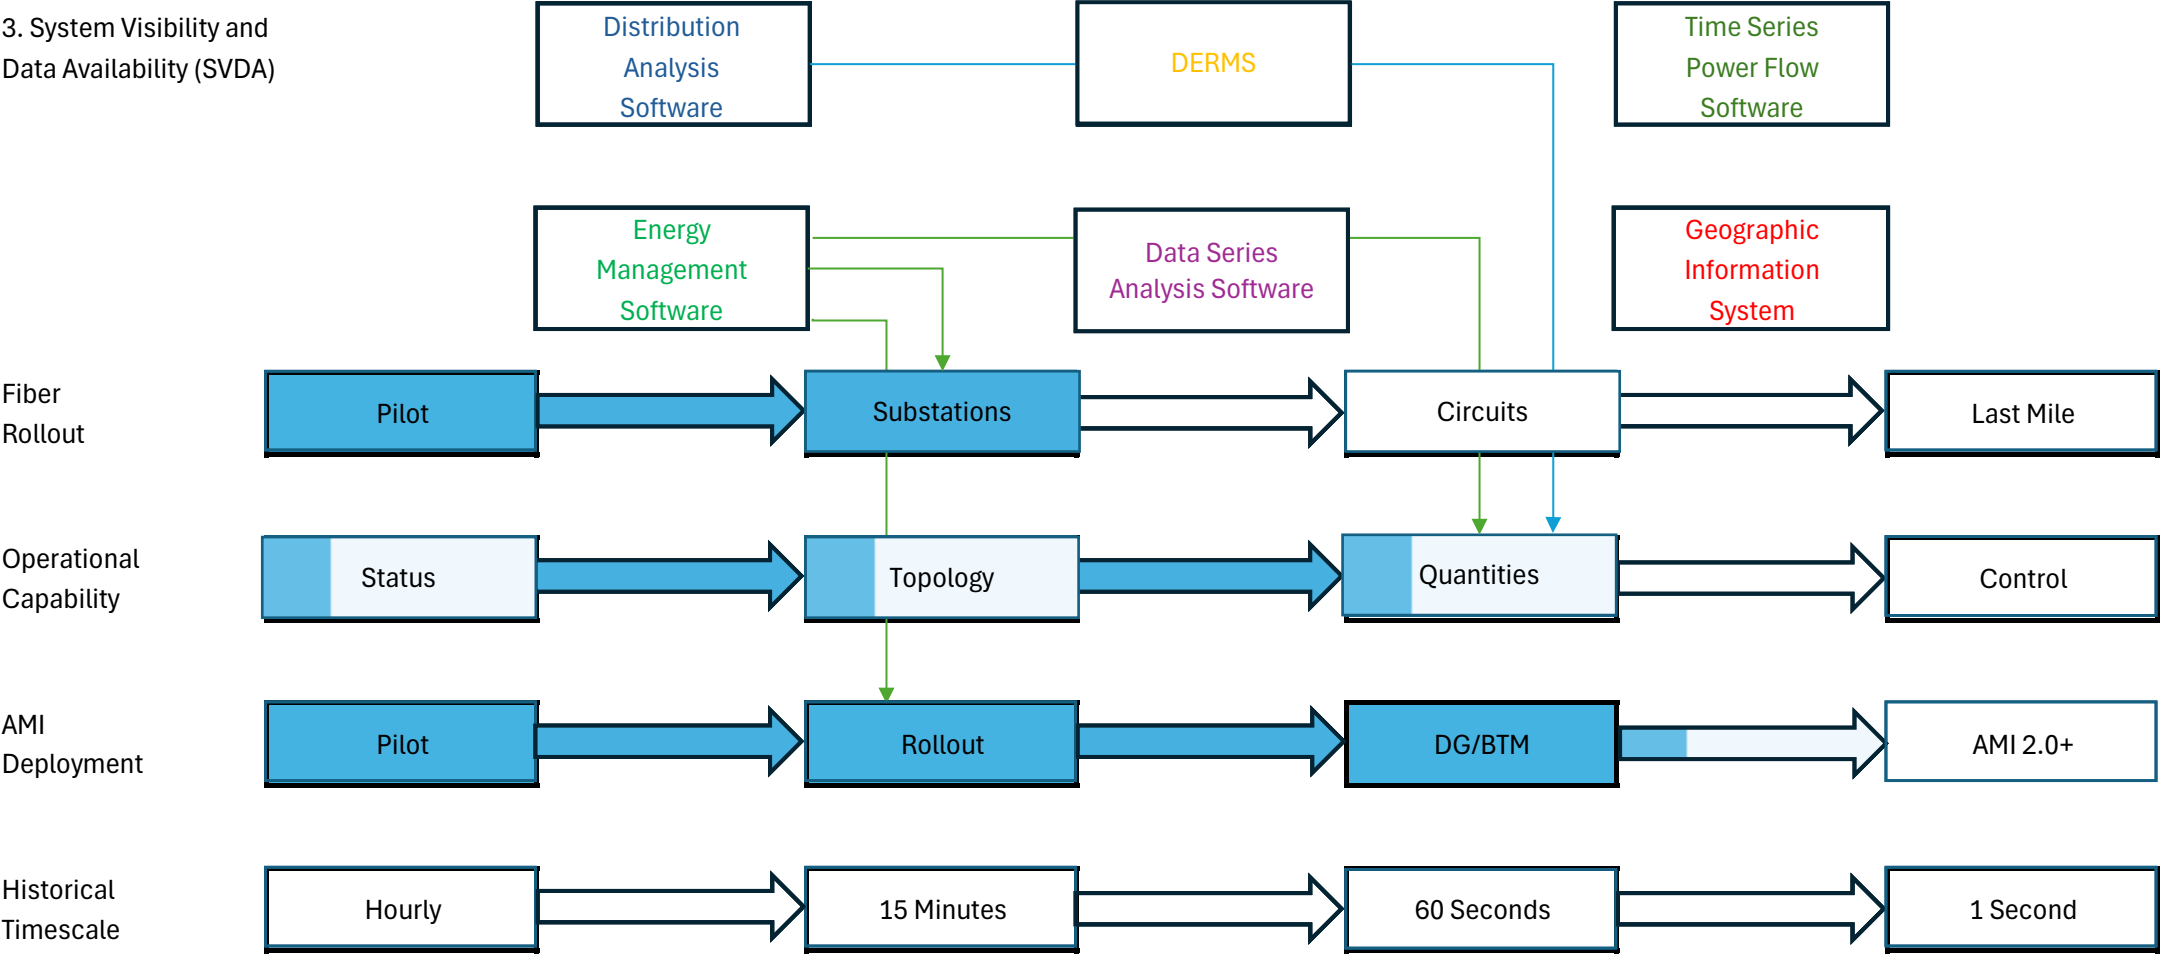 3. System Visibility and
Data Availability (SVDA)
Distribution
Analysis
Software
DERMS
Time Series
Power Flow
Software
Energy
Management
Software
Data Series
Analysis Software
Geographic
Information
System
Fiber
Rollout
Pilot
Substations
Circuits
Last Mile
Operational
Capability
Status
Topology
Quantities
Control
AMI
Deployment
Pilot
Rollout
DG/BTM
AMI 2.0+
Historical
Timescale
Hourly
15 Minutes
60 Seconds
1 Second